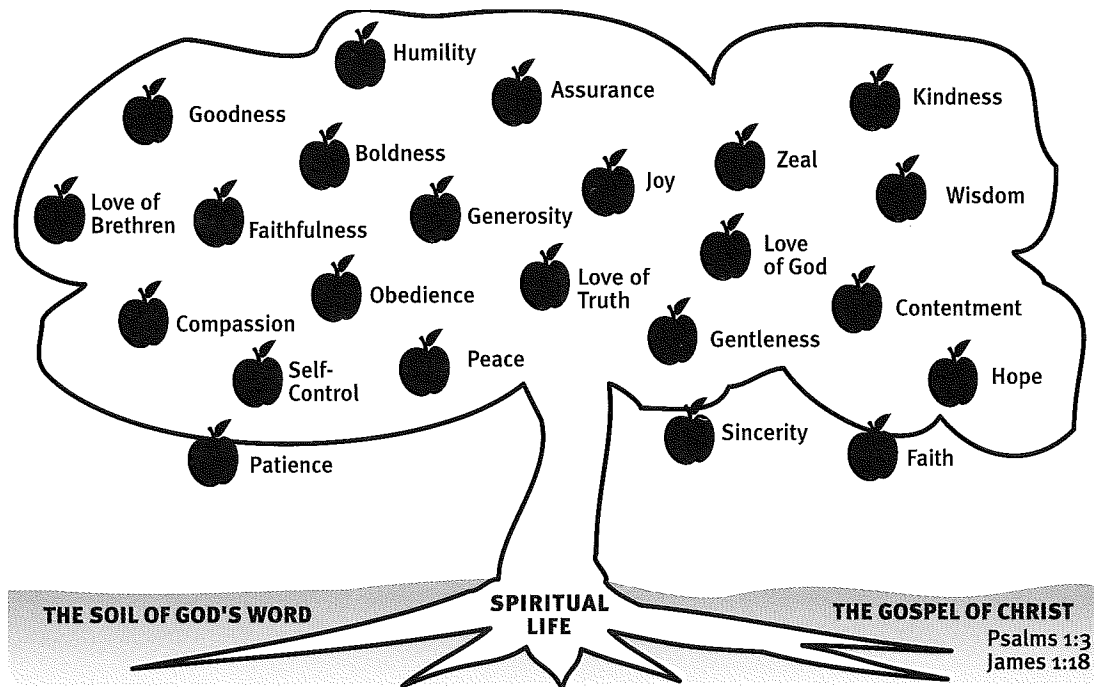 Humility
Assurance
Kindness
Goodness
Boldness
Zeal
Joy
Wisdom
Love of
Brethren
Faithfulness
Generosity
Love
of God
Obedience
Love of
Truth
Contentment
Compassion
Gentleness
Self-
Control
Peace
Hope
Sincerity
Patience
Faith
THE SOIL OF GOD'S WORD
SPIRITUAL
LIFE
THE GOSPEL OF CHRIST
Psalms 1:3
James 1:18